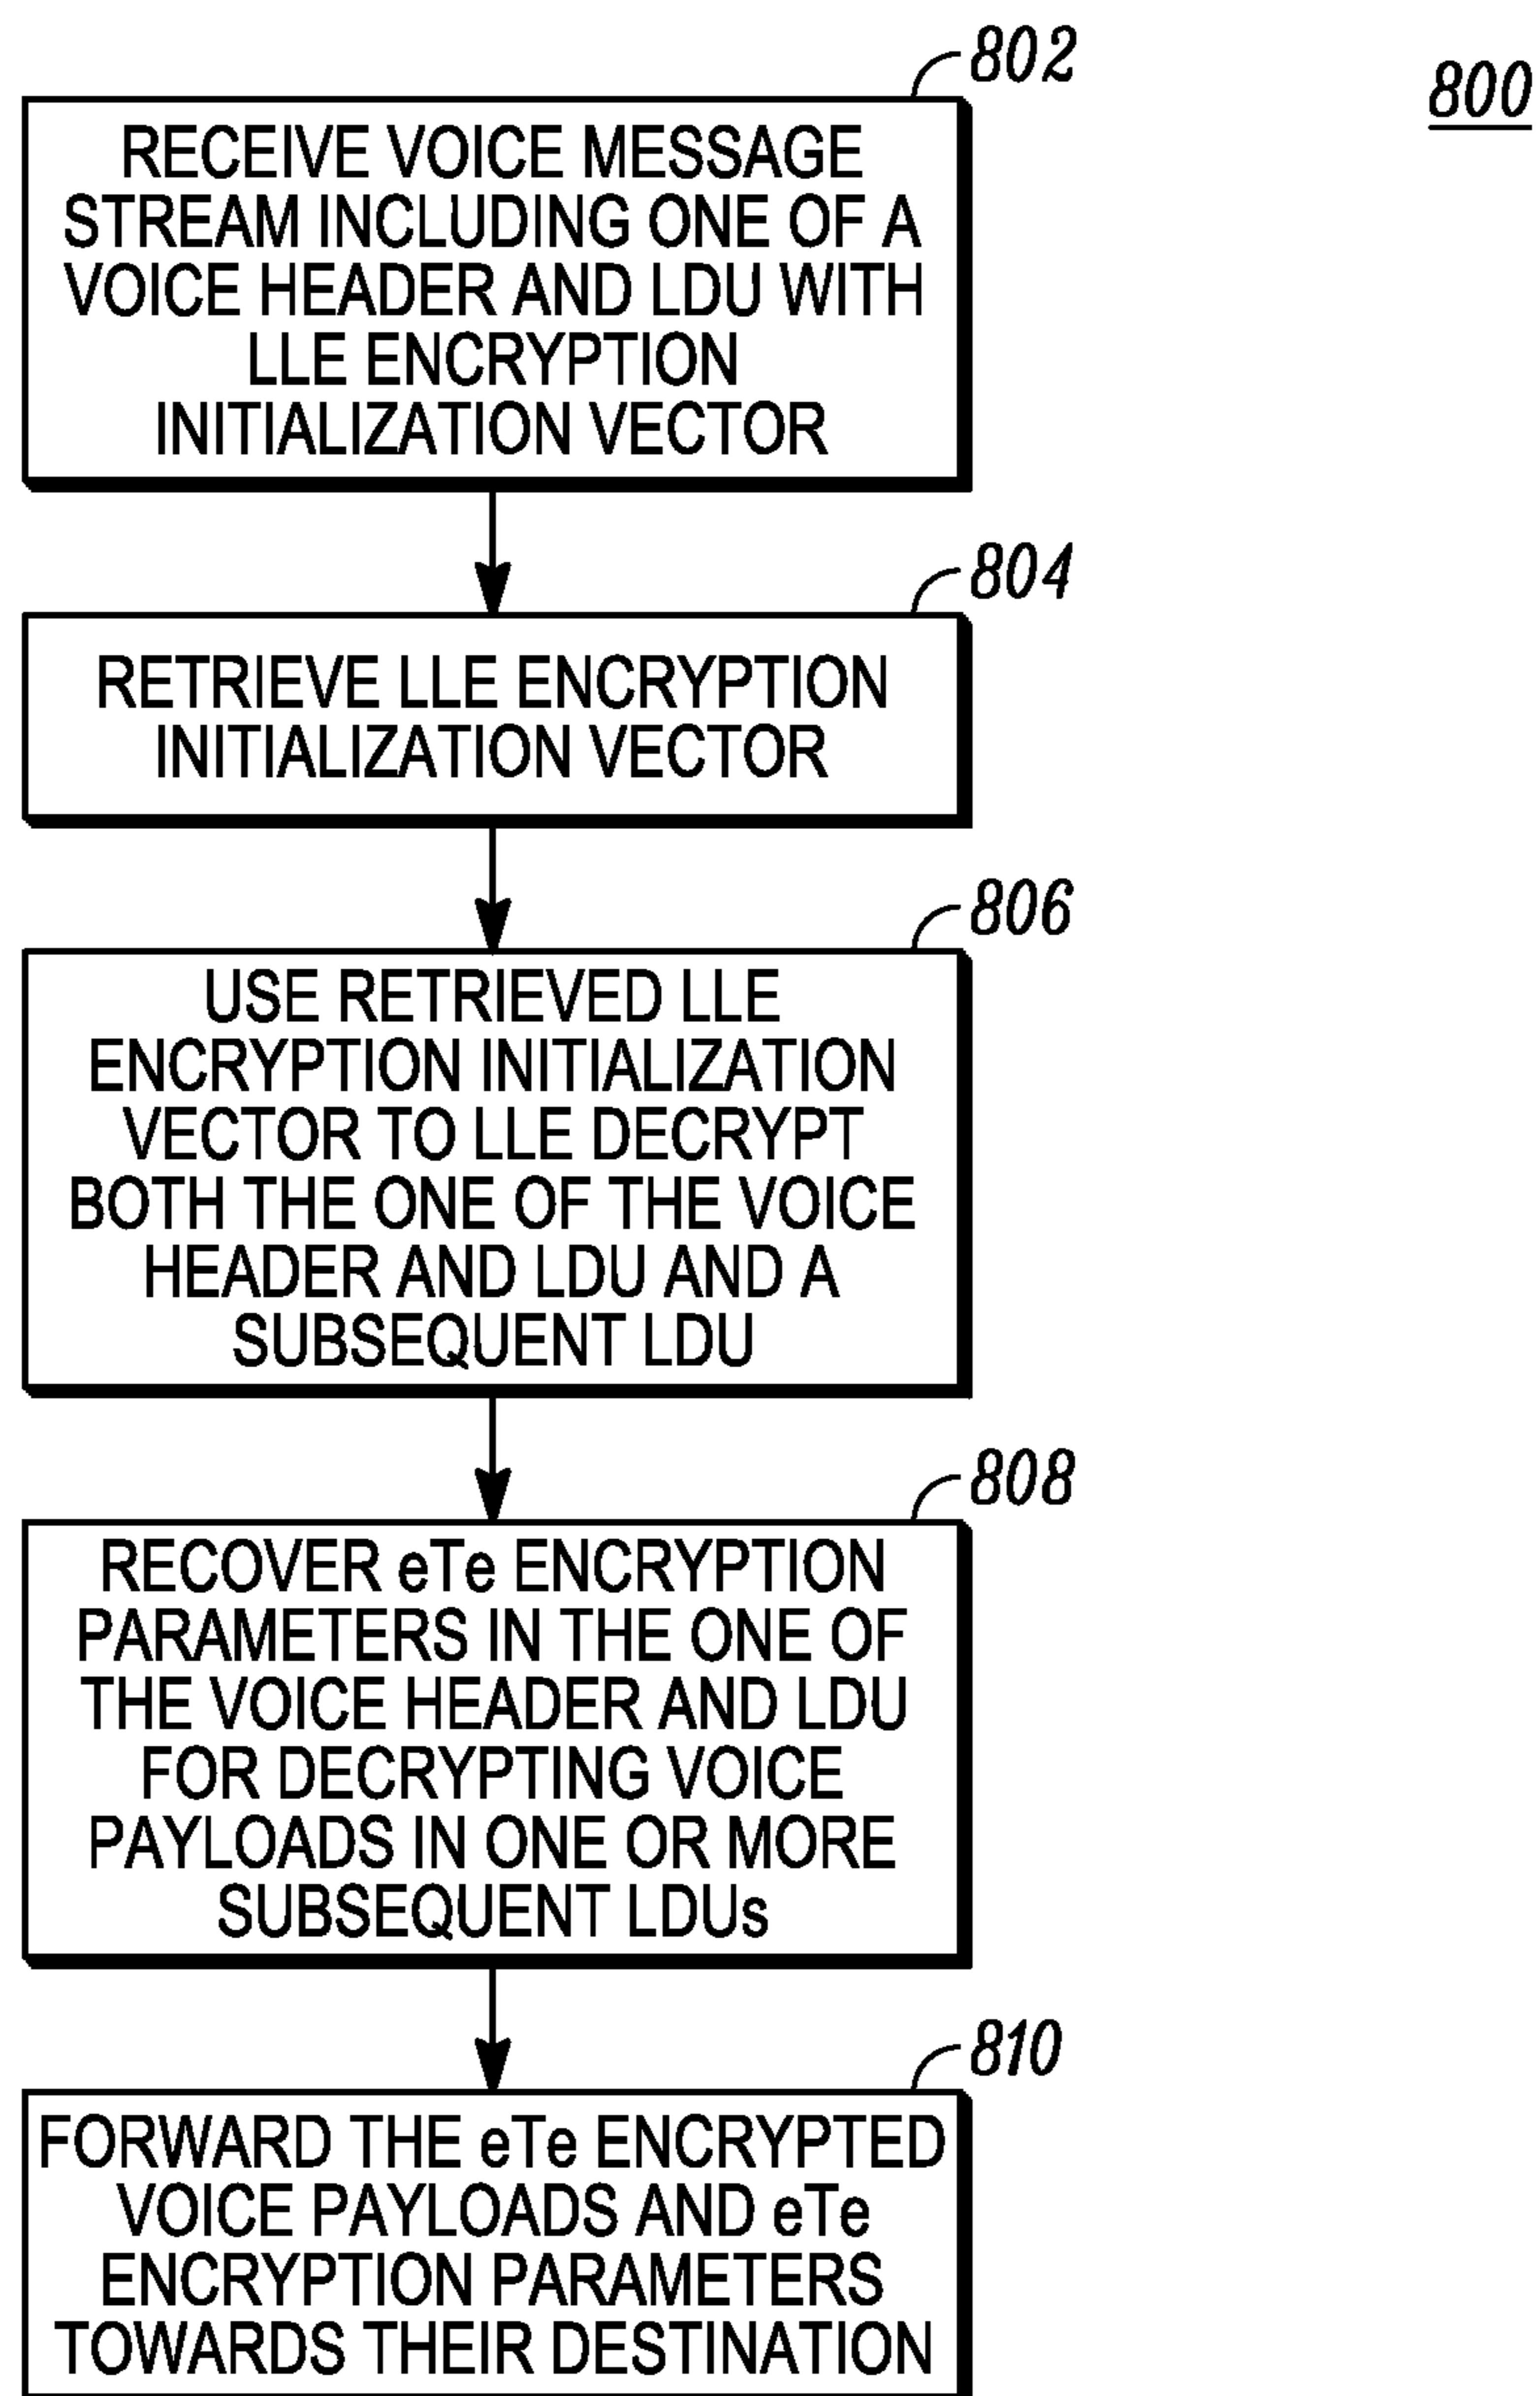 802
800
RECEIVE VOICE MESSAGE
STREAM INCLUDING ONE OF A
VOICE HEADER AND LDU WITH
LLE ENCRYPTION
INITIALIZATION VECTOR
804
RETRIEVE LLE ENCRYPTION
INITIALIZATION VECTOR
806
USE RETRIEVED LLE
ENCRYPTION INITIALIZATION
VECTOR TO LLE DECRYPT
BOTH THE ONE OF THE VOICE
HEADER AND LDU AND A
SUBSEQUENT LDU
808
RECOVER eTe ENCRYPTION
PARAMETERS IN THE ONE OF
THE VOICE HEADER AND LDU
FOR DECRYPTING VOICE
PAYLOADS IN ONE OR MORE
SUBSEQUENT LDUs
810
FORWARD THE eTe ENCRYPTED
VOICE PAYLOADS AND eTe
ENCRYPTION PARAMETERS
TOWARDS THEIR DESTINATION